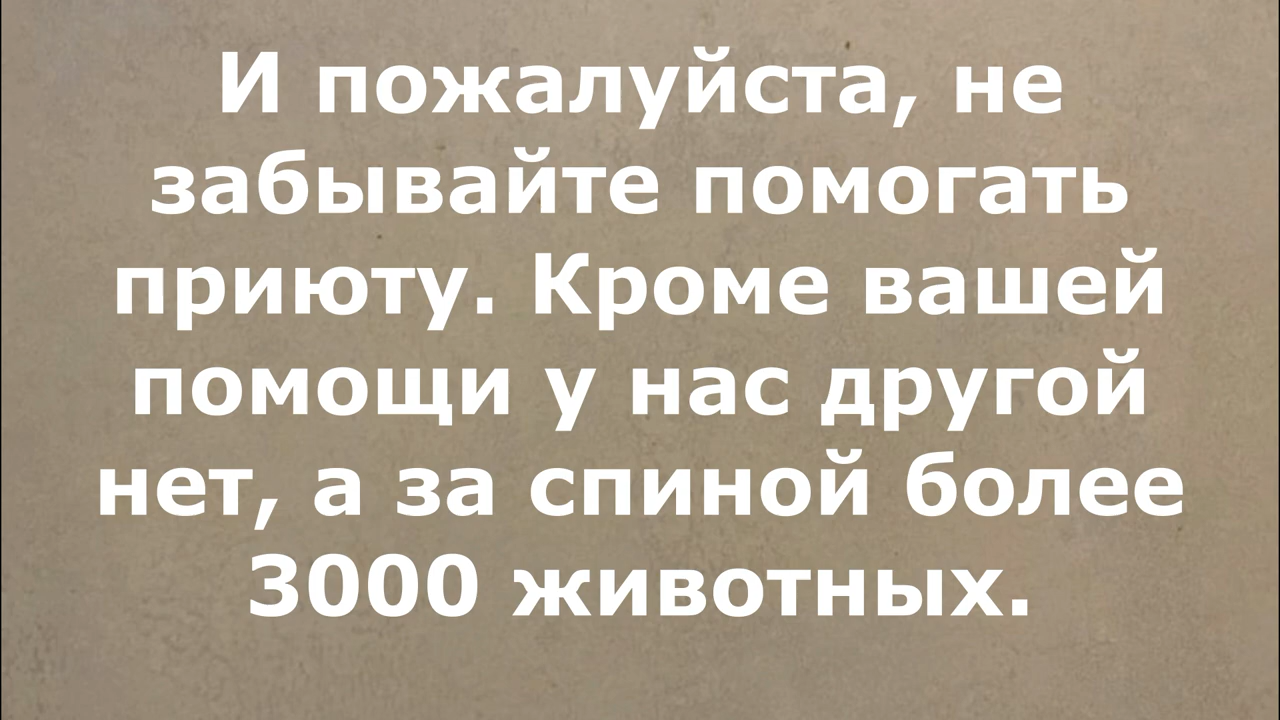 И пожалуйста, не
забывайте помогать
приюту. Кроме вашей
помощи у нас другой
нет, а за спиной более
3000 животных.